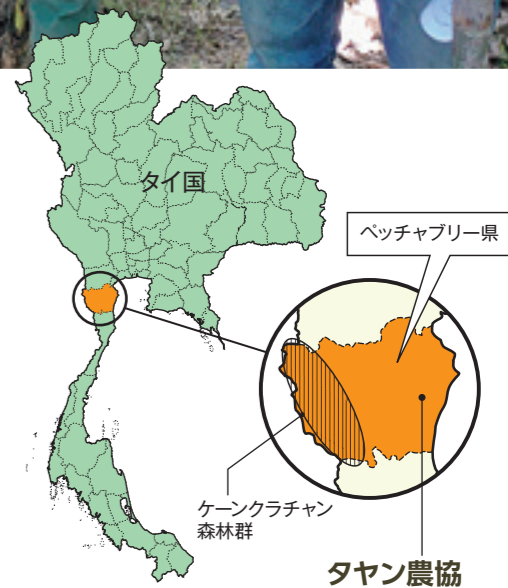 タイ国
ペッチャブリー県
ケーンクラチャン
森林群
タヤン農協